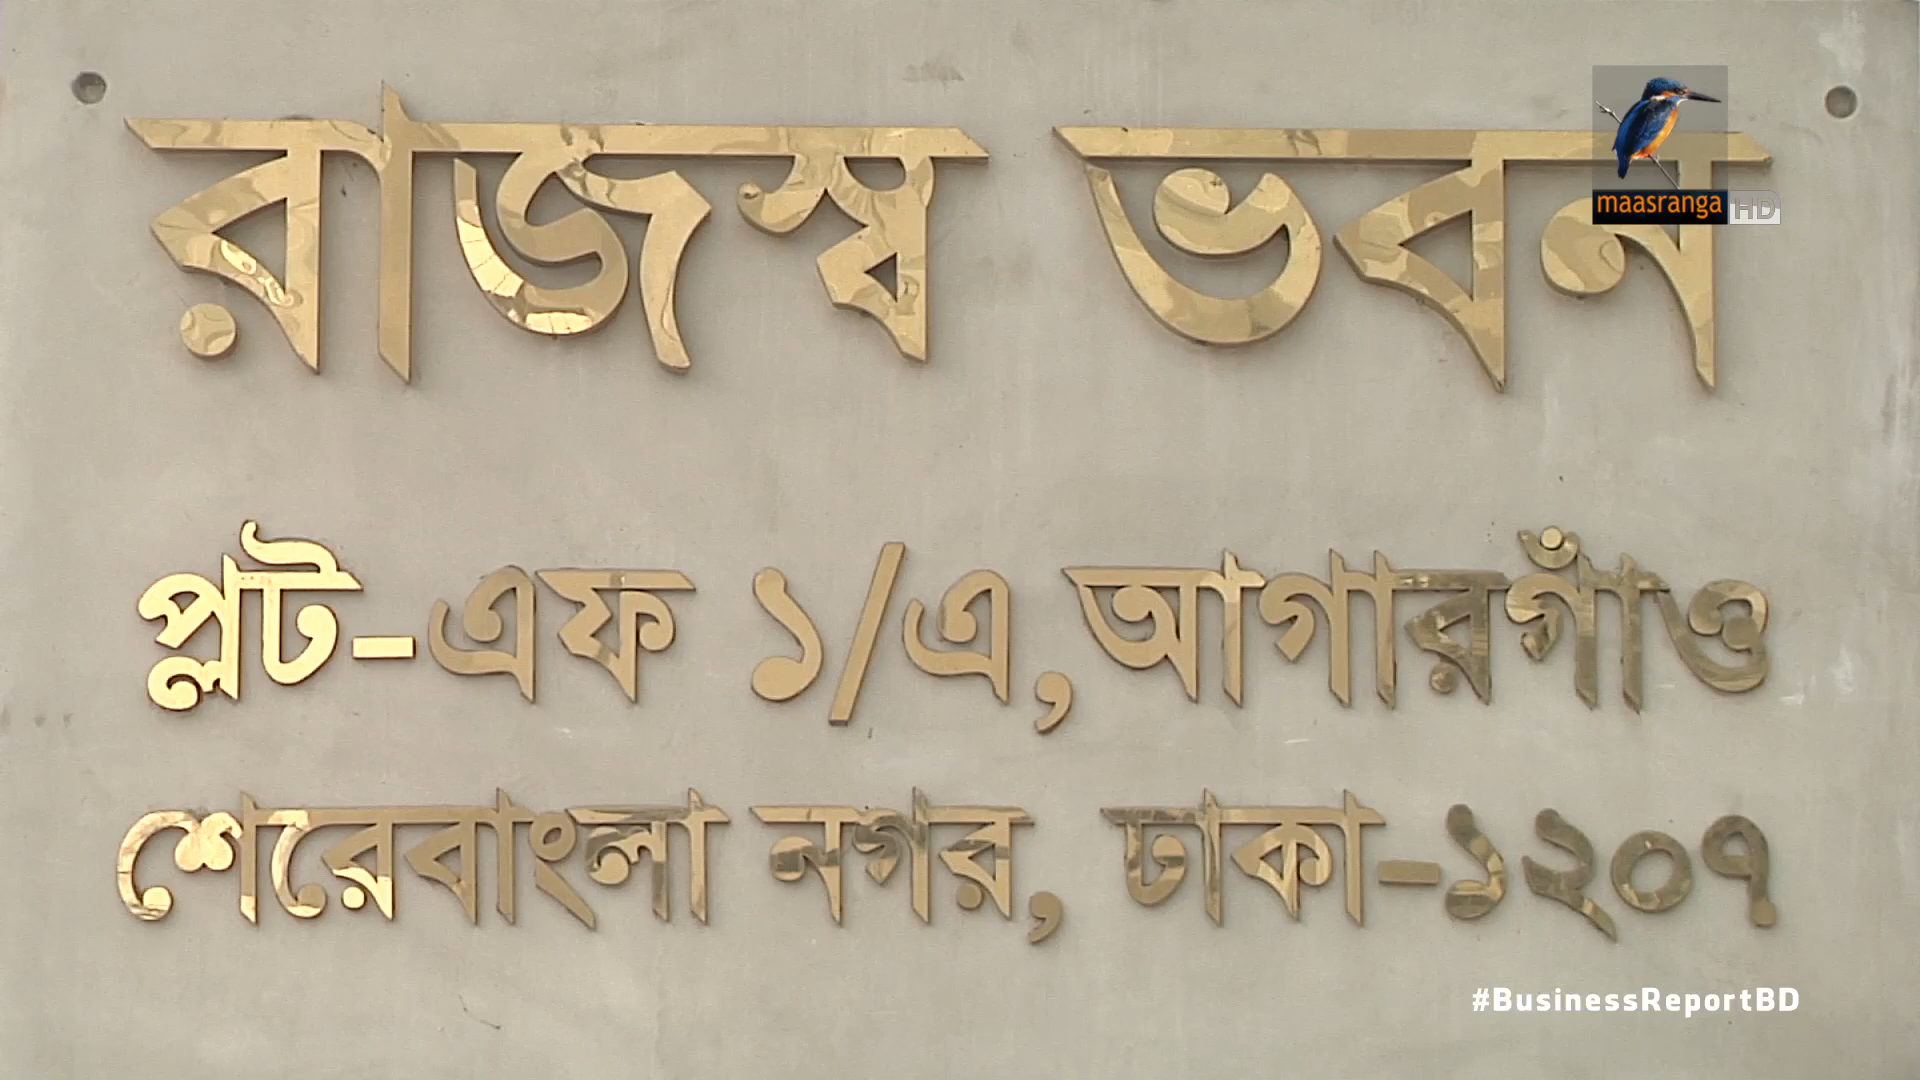 রাজস্ব ভবন
maasranga HD
প্লট-এফ ১/এ, আগারগাঁও
শেরেবাংলা নগর, ঢাকা-১২০৭
#BusinessReportBD